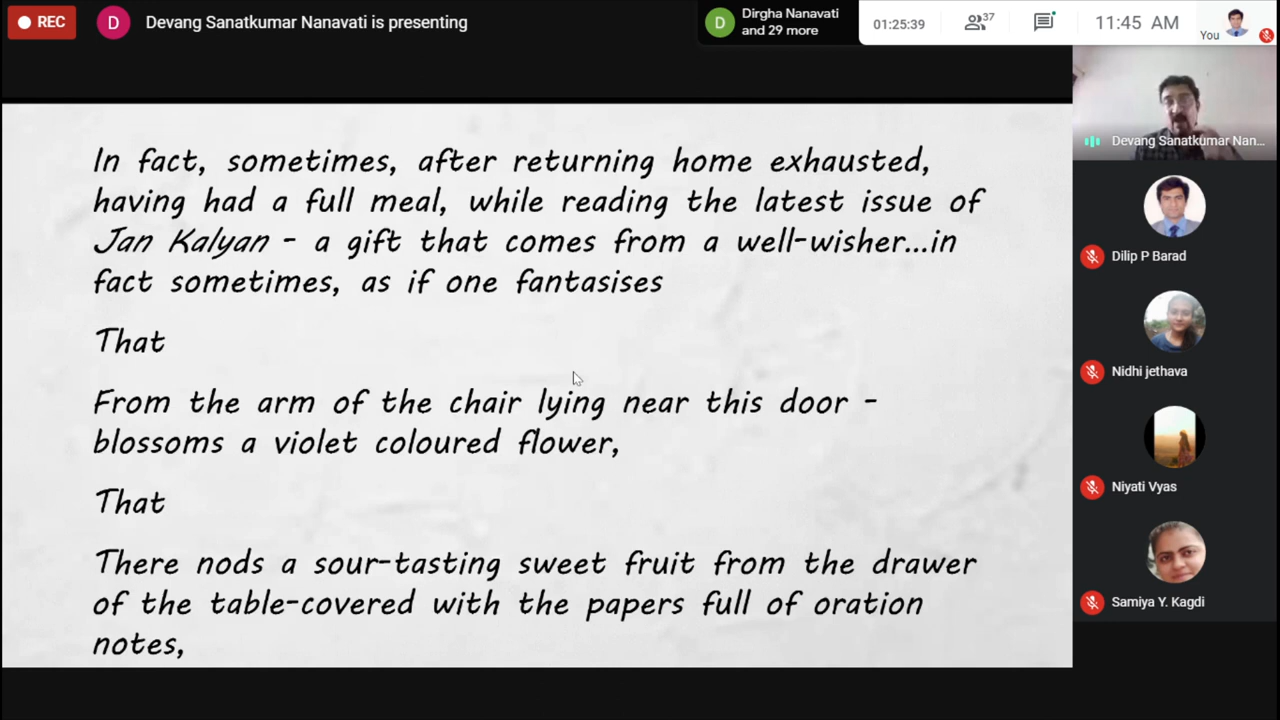 REC
D
Devang Sanatkumar Nanavati is presenting
D
Dirgha Nanavati
and 29 more
01:25:39
37
11:45 AM
You
In fact, sometimes, after returning home exhausted,
having had a full meal, while reading the latest issue of
Jan Kalyan - a gift that comes from a well-wisher...in
fact sometimes, as if one fantasises
That
From the arm of the chair lying near this door -
blossoms a violet coloured flower,
That
There nods a sour-tasting sweet fruit from the drawer
of the table-covered with the papers full of oration
notes,
Devang Sanatkumar Nan...
Dilip P Barad
Nidhi jethava
Niyati Vyas
Samiya Y. Kagdi